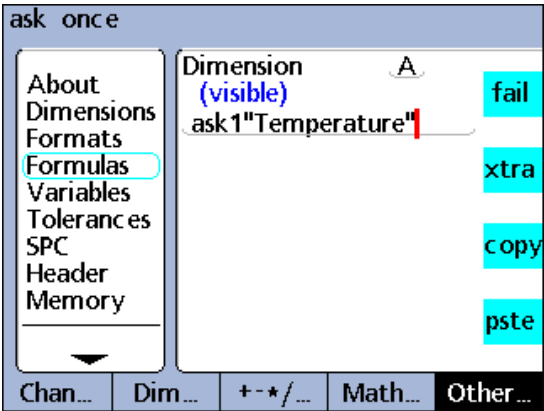 ask once
About
Dimensions
Formats
Formulas
Variables
Tolerances
SPC
Header
Memory
Dimension A
(visible)
ask1"Temperature"
fail
xtra
copy
pste
Chan... Dim... +-*/... Math... Other...